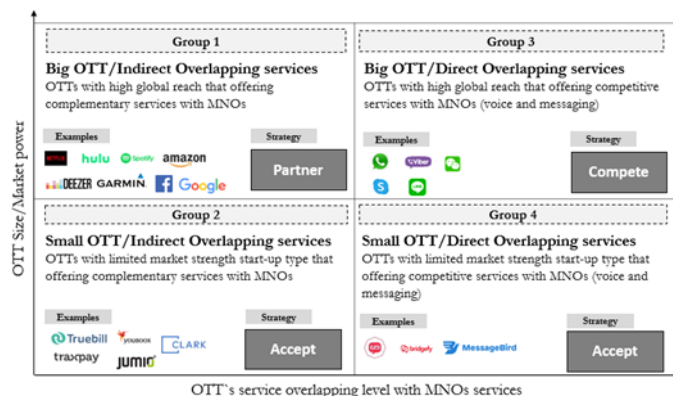 OTT Size/Market power
Group 1
Big OTT/Indirect Overlapping services
OTTs with high global reach that offering
complementary services with MNOs
Examples
Strategy
NETFLIX
hulu
Spotify
amazon
DEEZER
GARMIN
Google
Partner
Group 3
Big OTT/Direct Overlapping services
OTTs with high global reach that offering competitive
services with MNOs (voice and messaging)
Examples
Strategy
Viber
LINE
Compete
Group 2
Small OTT/Indirect Overlapping services
OTTs with limited market strength start-up type that
offering complementary services with MNOs
Examples
Strategy
Truebill
YOUBOOX
CLARK
traxpay
JUMIO
Accept
Group 4
Small OTT/Direct Overlapping services
OTTs with limited market strength start-up type that
offering competitive services with MNOs (voice and
messaging)
Examples
Strategy
bridgefy
MessageBird
Accept
OTT`s service overlapping level with MNOs services